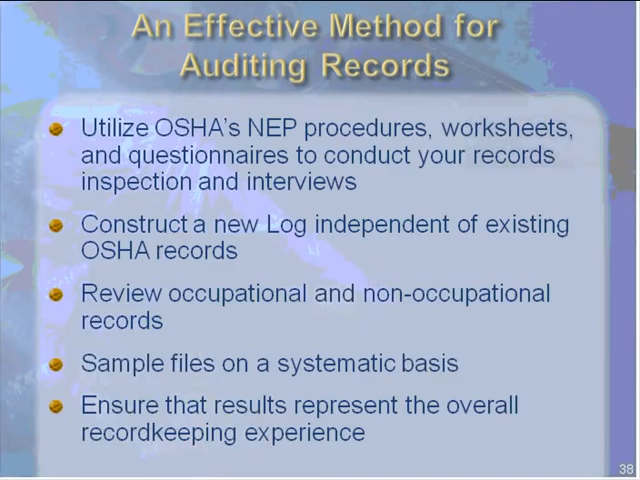 An Effective Method for
Auditing Records
Utilize OSHA's NEP procedures, worksheets,
and questionnaires to conduct your records
inspection and interviews
Construct a new Log independent of existing
OSHA records
Review occupational and non-occupational
records
Sample files on a systematic basis
Ensure that results represent the overall
recordkeeping experience
38